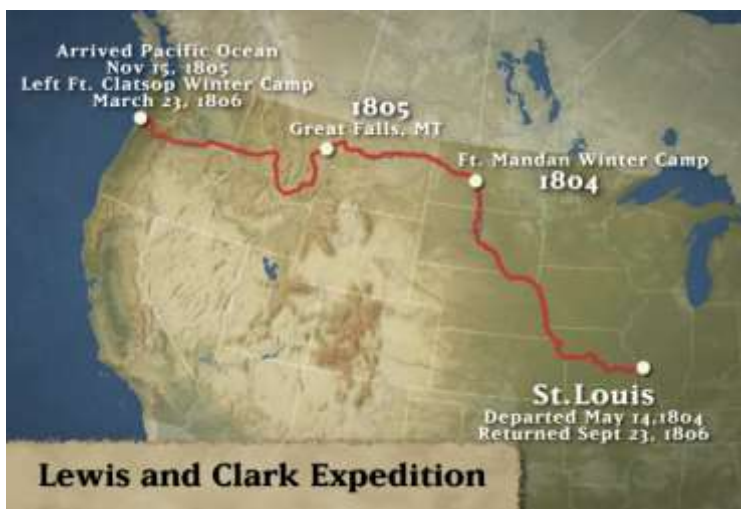 Arrived Pacific Ocean
Nov 15, 1805
Left Ft. Clatsop Winter Camp
March 23, 1806
1805
Great Falls, MT
Ft. Mandan Winter Camp
1804
St.Louis
Departed May 14,1804
Returned Sept 23, 1806
Lewis and Clark Expedition